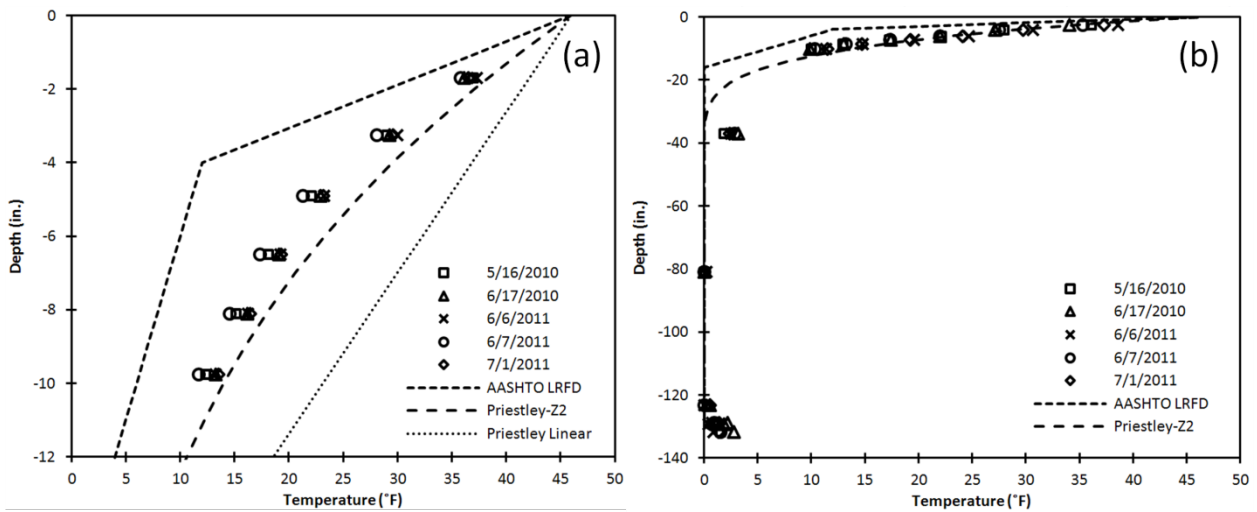 (a)
0
-2
-4
-6
-8
-10
-12
Depth (in.)
0 5 10 15 20 25 30 35 40 45 50
Temperature (˚F)
5/16/2010
6/17/2010
6/6/2011
6/7/2011
7/1/2011
AASHTO LRFD
Priestley-Z2
Priestley Linear
(b)
0
-20
-40
-60
-80
-100
-120
-140
Depth (in.)
0 5 10 15 20 25 30 35 40 45 50
Temperature (˚F)
5/16/2010
6/17/2010
6/6/2011
6/7/2011
7/1/2011
AASHTO LRFD
Priestley-Z2